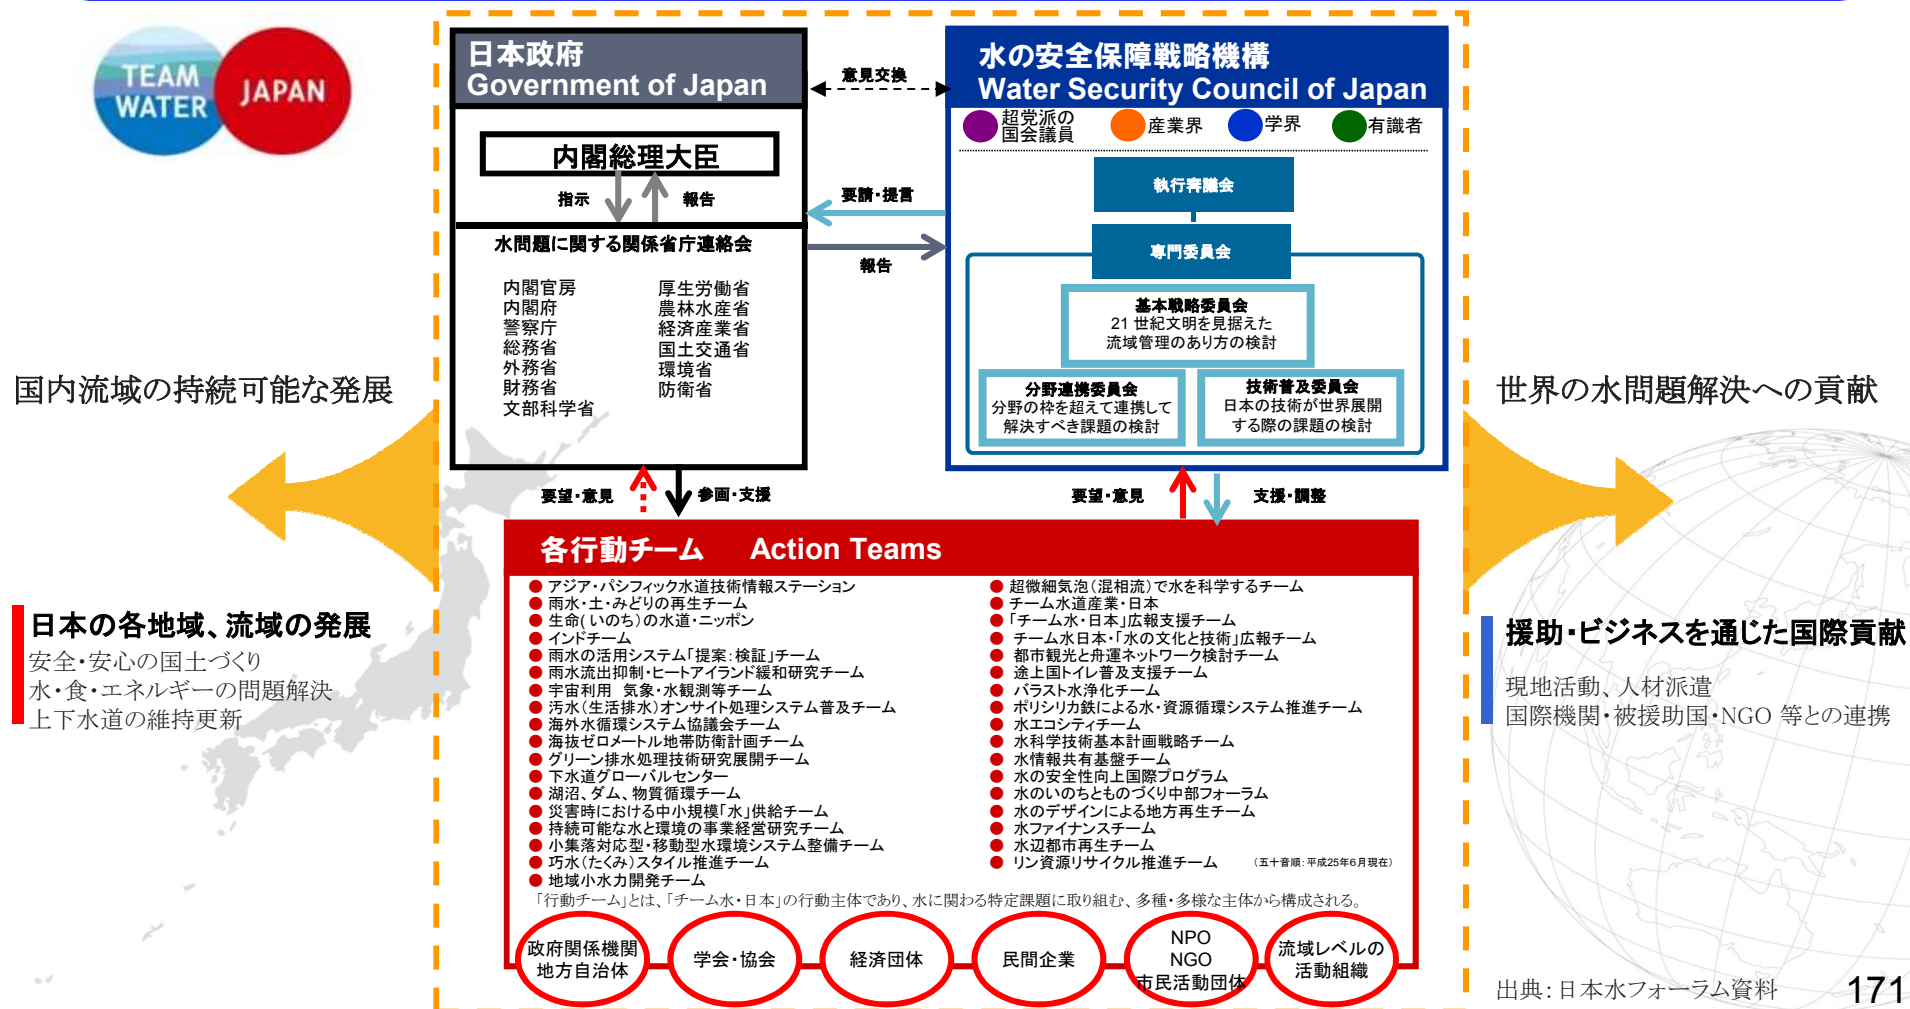 TEAM
WATER
JAPAN
日本政府
Government of Japan
意見交換
水の安全保障戦略機構
Water Security Council of Japan
超党派の
国会議員
産業界
学界
有識者
内閣総理大臣
指示
報告
要請・提言
報告
水問題に関する関係省庁連絡会
内閣官房
内閣府
警察庁
総務省
外務省
財務省
文部科学省
厚生労働省
農林水産省
経済産業省
国土交通省
環境省
防衛省
執行審議会
専門委員会
基本戦略委員会
21 世紀文明を見据えた
流域管理のあり方の検討
分野連携委員会
分野の枠を超えて連携して
解決すべき課題の検討
技術普及委員会
日本の技術が世界展開
する際の課題の検討
国内流域の持続可能な発展
世界の水問題解決への貢献
要望・意見
参画・支援
要望・意見
支援・調整
各行動チーム Action Teams
● アジア・パシフィック水道技術情報ステーション
● 雨水・土・みどりの再生チーム
● 生命(いのち)の水道・ニッポン
● インドチーム
● 雨水の活用システム「提案:検証」チーム
● 雨水流出抑制・ヒートアイランド緩和研究チーム
● 宇宙利用 気象・水観測等チーム
● 汚水(生活排水)オンサイト処理システム普及チーム
● 海外水循環システム協議会チーム
● 海抜ゼロメートル地帯防衛計画チーム
● グリーン排水処理技術研究展開チーム
● 下水道グローバルセンター
● 湖沼、ダム、物質循環チーム
● 災害時における中小規模「水」供給チーム
● 持続可能な水と環境の事業経営研究チーム
● 小集落対応型・移動型水環境システム整備チーム
● 巧水(たくみ)スタイル推進チーム
● 地域小水力開発チーム
● 超微細気泡(混相流)で水を科学するチーム
● チーム水道産業・日本
● 「チーム水・日本」広報支援チーム
● チーム水日本・「水の文化と技術」広報チーム
● 都市観光と舟運ネットワーク検討チーム
● 途上国トイレ普及支援チーム
● バラスト水浄化チーム
● ポリシリカ鉄による水・資源循環システム推進チーム
● 水エコシティチーム
● 水科学技術基本計画戦略チーム
● 水情報共有基盤チーム
● 水の安全性向上国際プログラム
● 水のいのちとものづくり中部フォーラム
● 水のデザインによる地方再生チーム
● 水ファイナンスチーム
● 水辺都市再生チーム
● リン資源リサイクル推進チーム (五十音順:平成25年6月現在)
「行動チーム」とは、「チーム水・日本」の行動主体であり、水に関わる特定課題に取り組む、多種・多様な主体から構成される。
政府関係機関
地方自治体
学会・協会
経済団体
民間企業
NPO
NGO
市民活動団体
流域レベルの
活動組織
日本の各地域、流域の発展
安全・安心の国土づくり
水・食・エネルギーの問題解決
上下水道の維持更新
援助・ビジネスを通じた国際貢献
現地活動、人材派遣
国際機関・被援助国・NGO 等との連携
出典:日本水フォーラム資料
171